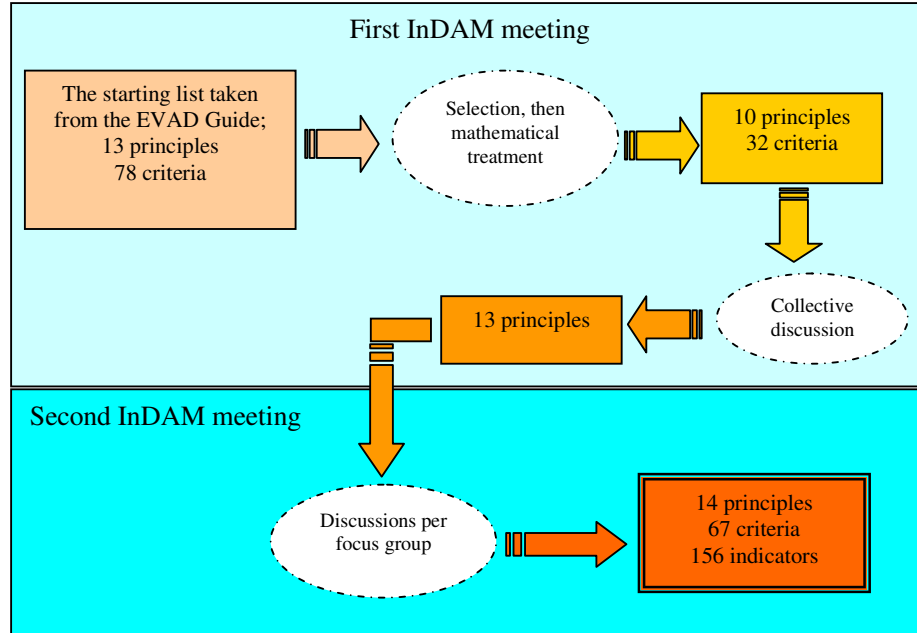 First InDAM meeting
The starting list taken
from the EVAD Guide;
13 principles
78 criteria
Selection, then
mathematical
treatment
10 principles
32 criteria
Collective
discussion
13 principles
Second InDAM meeting
Discussions per
focus group
14 principles
67 criteria
156 indicators